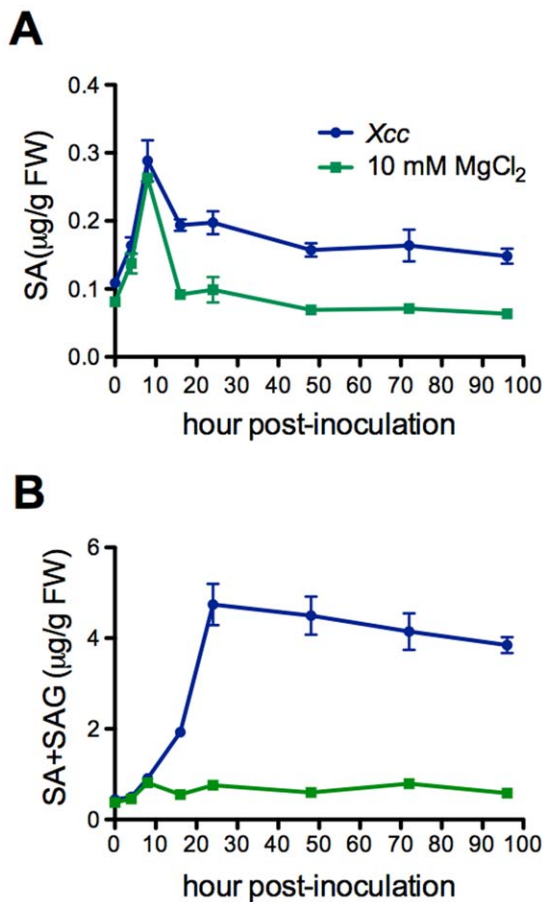 A
0.4
0.3
0.2
0.1
0.0
SA(μg/g FW)
Xcc
10 mM MgCl₂
0 10 20 30 40 50 60 70 80 90 100
hour post-inoculation
B
6
4
2
0
SA+SAG (μg/g FW)
0 10 20 30 40 50 60 70 80 90 100
hour post-inoculation